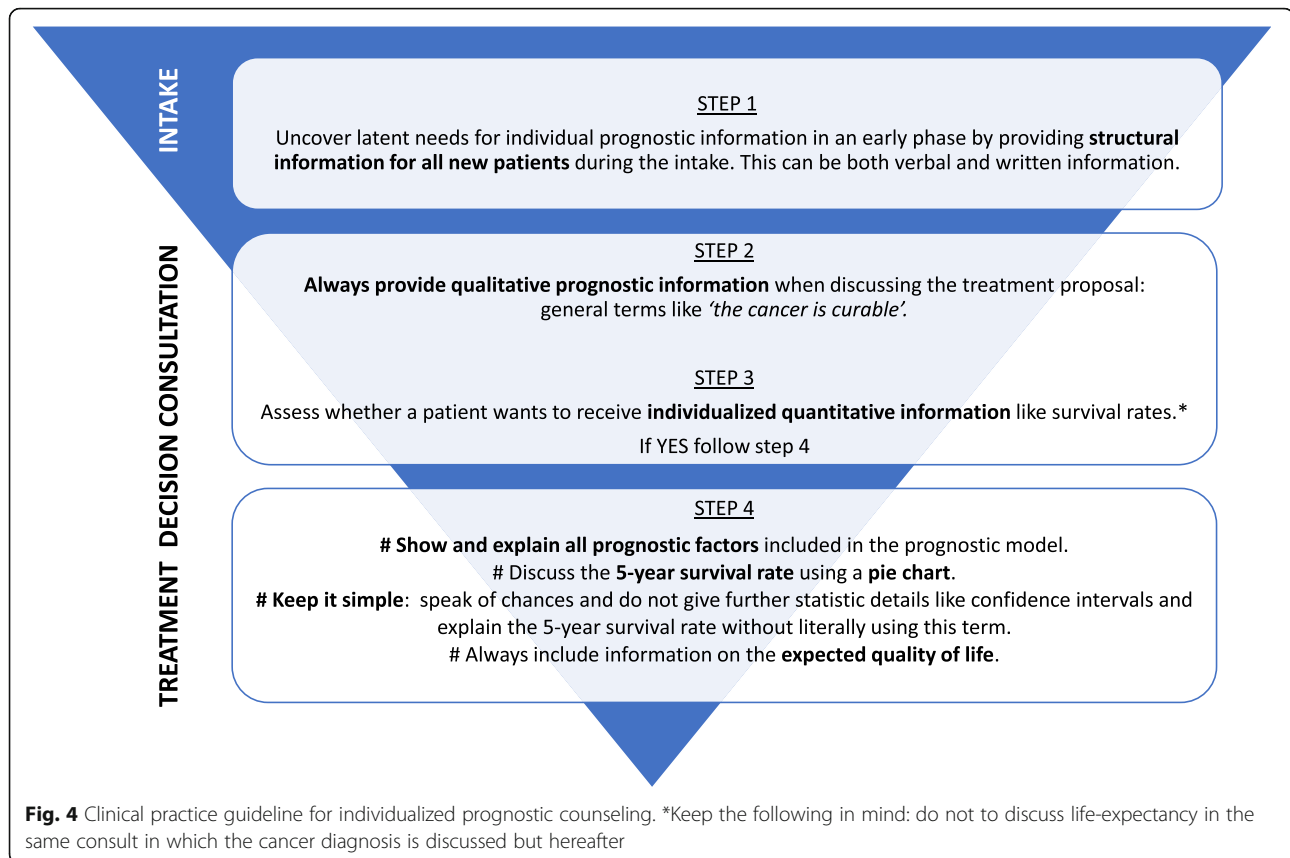 INTAKE
STEP 1
Uncover latent needs for individual prognostic information in an early phase by providing structural
information for all new patients during the intake. This can be both verbal and written information.
TREATMENT DECISION CONSULTATION
STEP 2
Always provide qualitative prognostic information when discussing the treatment proposal:
general terms like ‘the cancer is curable’.
STEP 3
Assess whether a patient wants to receive individualized quantitative information like survival rates.*
If YES follow step 4
STEP 4
# Show and explain all prognostic factors included in the prognostic model.
# Discuss the 5-year survival rate using a pie chart.
# Keep it simple: speak of chances and do not give further statistic details like confidence intervals and
explain the 5-year survival rate without literally using this term.
# Always include information on the expected quality of life.
Fig. 4 Clinical practice guideline for individualized prognostic counseling. *Keep the following in mind: do not to discuss life-expectancy in the
same consult in which the cancer diagnosis is discussed but hereafter